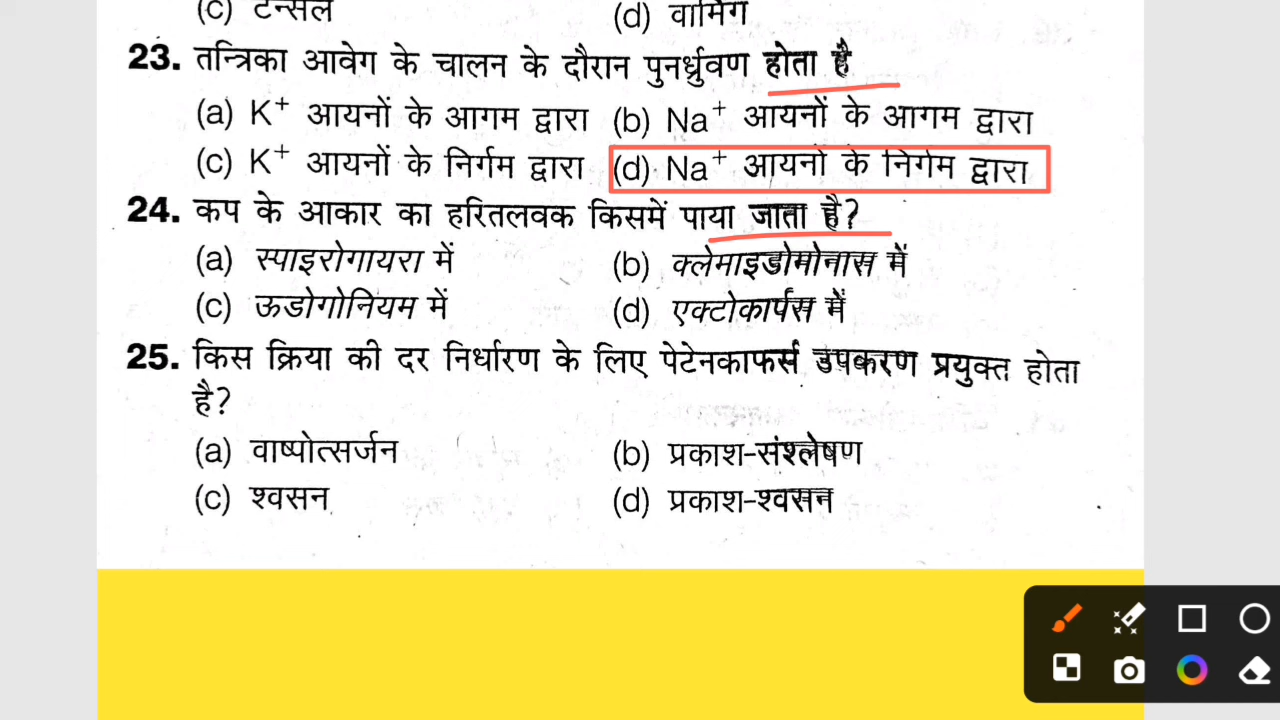 (c) टेन्सले (d) वार्मिंग
23. तन्त्रिका आवेग के चालन के दौरान पुनर्ध्रुवण होता है
(a) K⁺ आयनों के आगम द्वारा (b) Na⁺ आयनों के आगम द्वारा
(c) K⁺ आयनों के निर्गम द्वारा (d) Na⁺ आयनों के निर्गम द्वारा
24. कप के आकार का हरितलवक किसमें पाया जाता है?
(a) स्पाइरोगायरा में (b) क्लेमाइडोमोनास में
(c) ऊडोगोनियम में (d) एक्टोकार्पस में
25. किस क्रिया की दर निर्धारण के लिए पेटेनकाफर्स उपकरण प्रयुक्त होता
है?
(a) वाष्पोत्सर्जन (b) प्रकाश-संश्लेषण
(c) श्वसन (d) प्रकाश-श्वसन